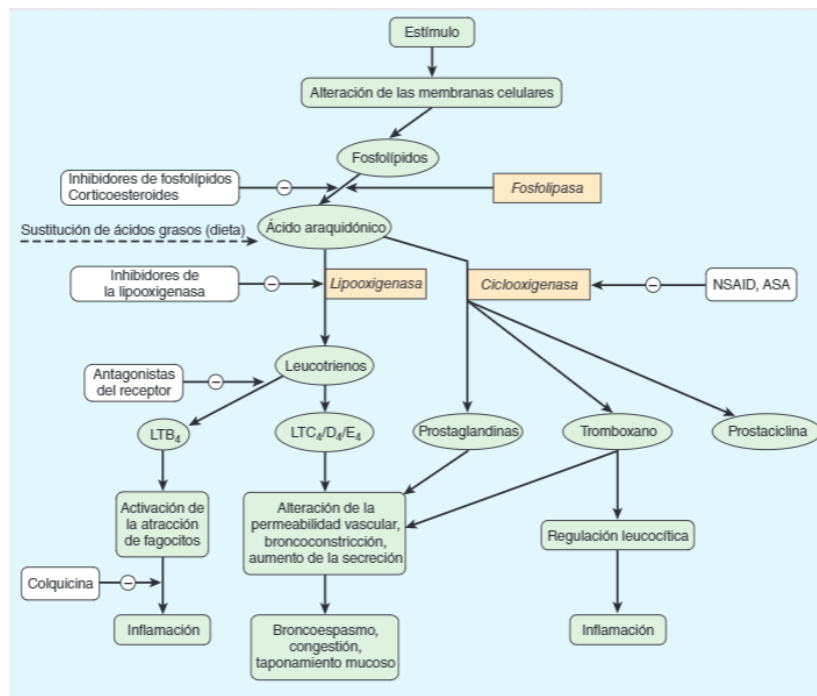 Estímulo
Alteración de las membranas celulares
Fosfolípidos
Inhibidores de fosfolípidos
Corticoesteroides
−
Fosfolipasa
Sustitución de ácidos grasos (dieta)
Ácido araquidónico
Inhibidores de
la lipooxigenasa
−
Lipooxigenasa
Ciclooxigenasa
−
NSAID, ASA
Antagonistas
del receptor
−
Leucotrienos
LTB₄
LTC₄/D₄/E₄
Prostaglandinas
Tromboxano
Prostaciclina
Activación de
la atracción
de fagocitos
Alteración de la
permeabilidad vascular,
broncoconstricción,
aumento de la secreción
Regulación leucocítica
Colquicina
−
Inflamación
Broncoespasmo,
congestión,
taponamiento mucoso
Inflamación